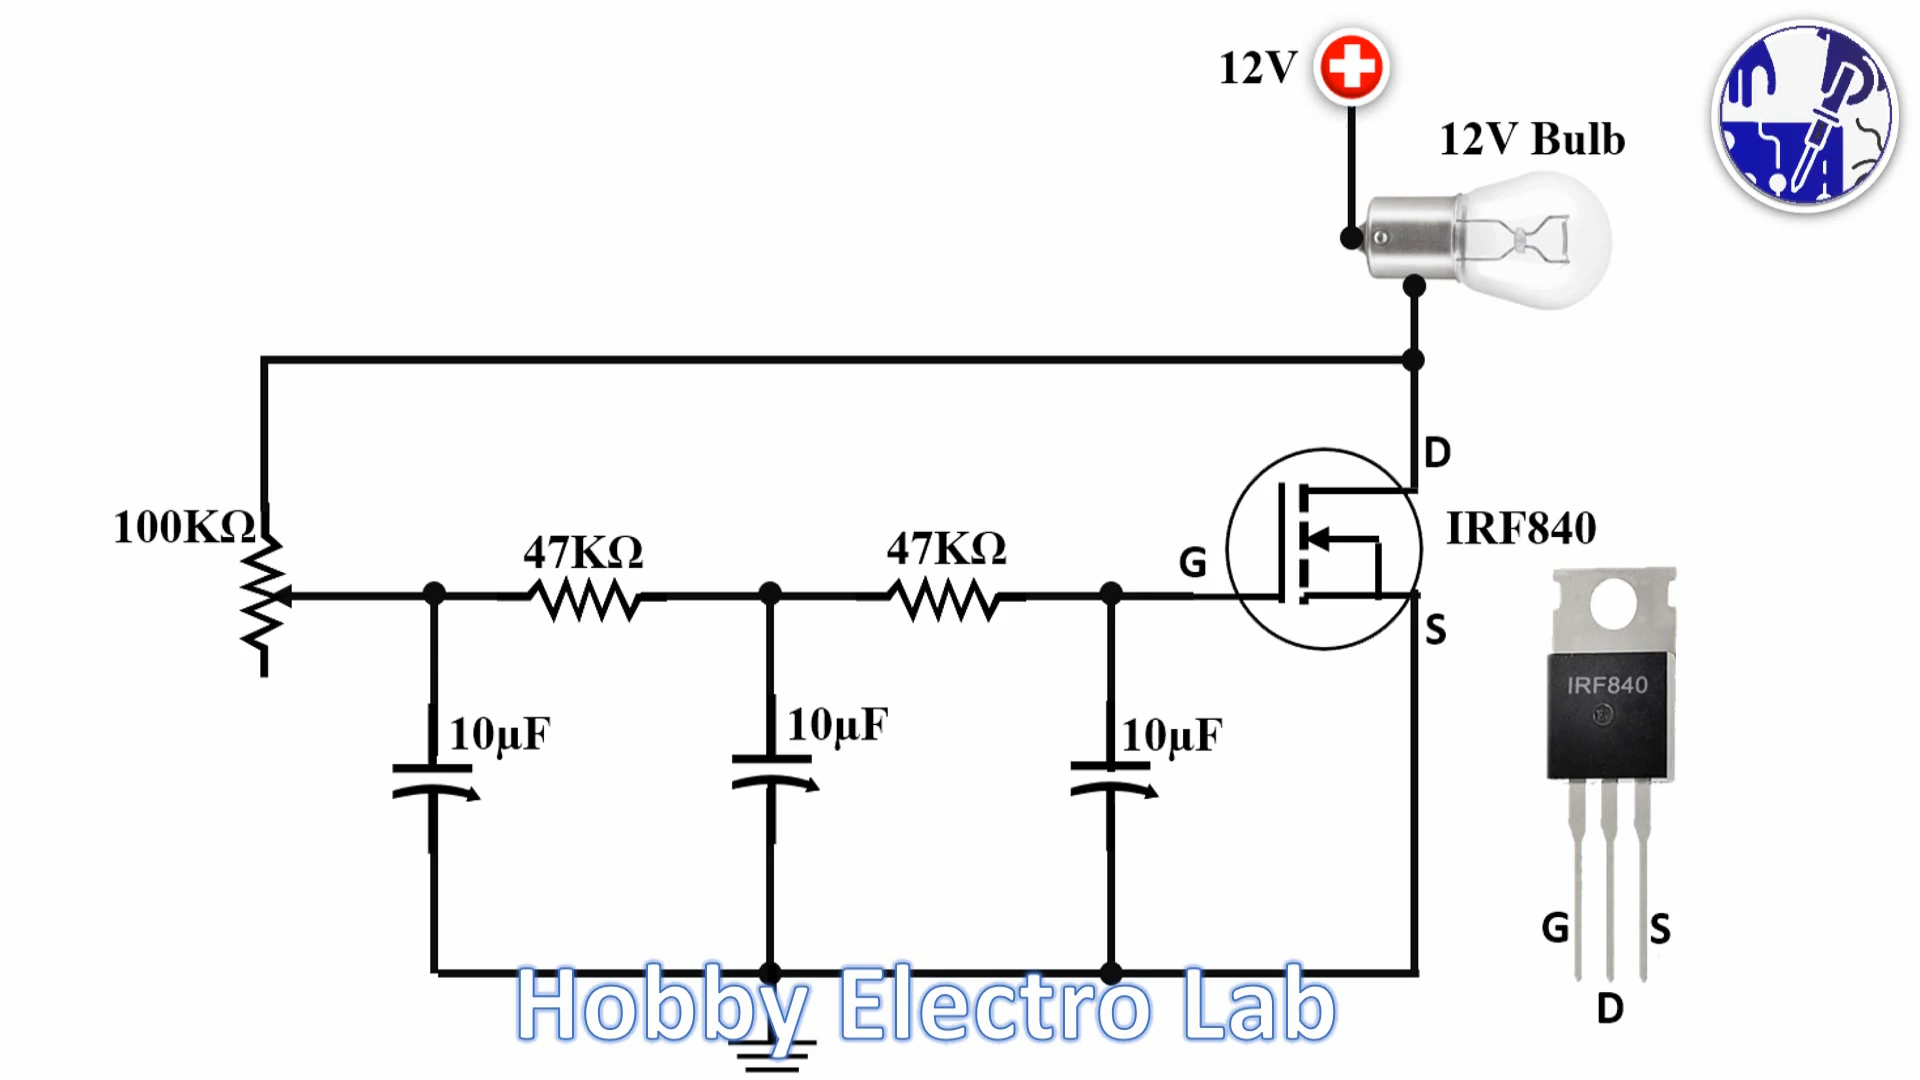 12V
12V Bulb
100KΩ
47KΩ
47KΩ
G
D
IRF840
S
10μF
10μF
10μF
IRF840
G
S
D
Hobby Electro Lab